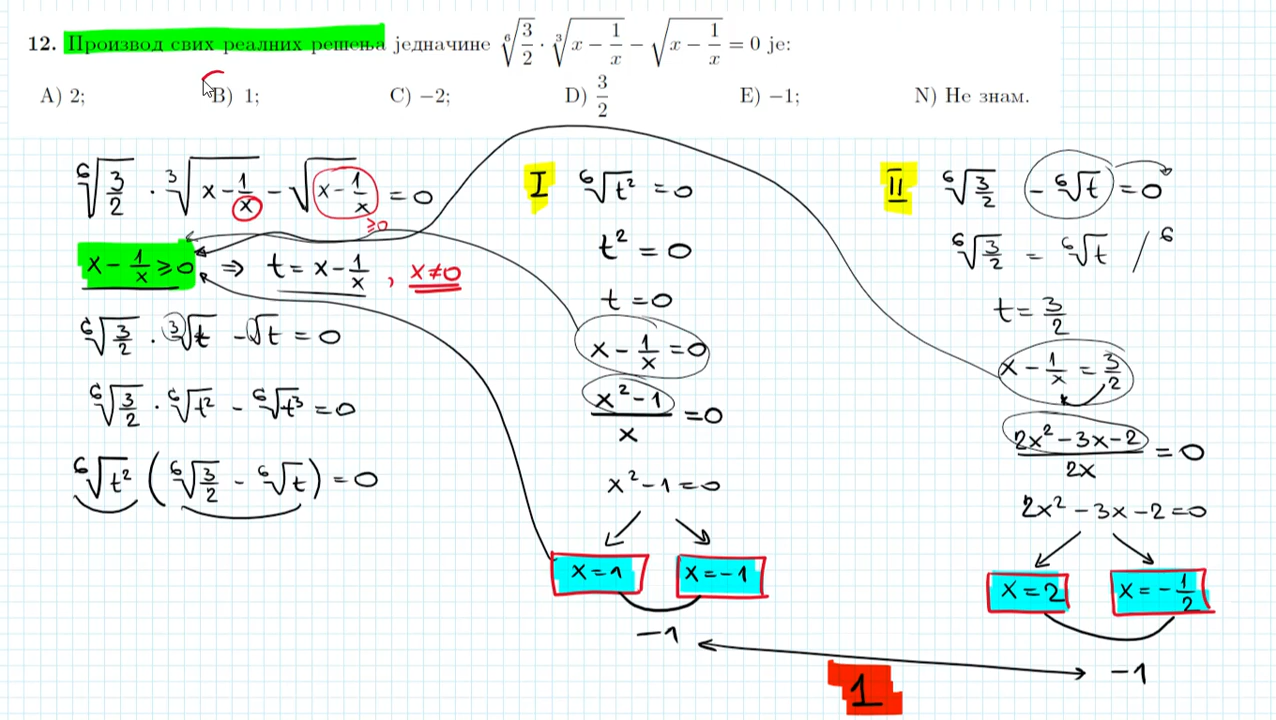 12. Производ свих реалних решења једначине ⁶√(3/2) · ³√(x − 1/x) − √(x − 1/x) = 0 је:
A) 2; B) 1; C) −2; D) 3/2 E) −1; N) Не знам.
⁶√(3/2) · ³√(x − 1/x) − √(x − 1/x) = 0
≥0
x − 1/x ≥ 0 ⇒ t = x − 1/x , x ≠ 0
⁶√(3/2) · ³√t − √t = 0
⁶√(3/2) · ⁶√t² − ⁶√t³ = 0
⁶√t² (⁶√(3/2) − ⁶√t) = 0
I ⁶√t² = 0
t² = 0
t = 0
x − 1/x = 0
(x² − 1)/x = 0
x² − 1 = 0
x = 1 x = −1
−1
II ⁶√(3/2) − ⁶√t = 0
⁶√(3/2) = ⁶√t / ⁶
t = 3/2
x − 1/x = 3/2
(2x² − 3x − 2)/2x = 0
2x² − 3x − 2 = 0
x = 2 x = −1/2
−1
1